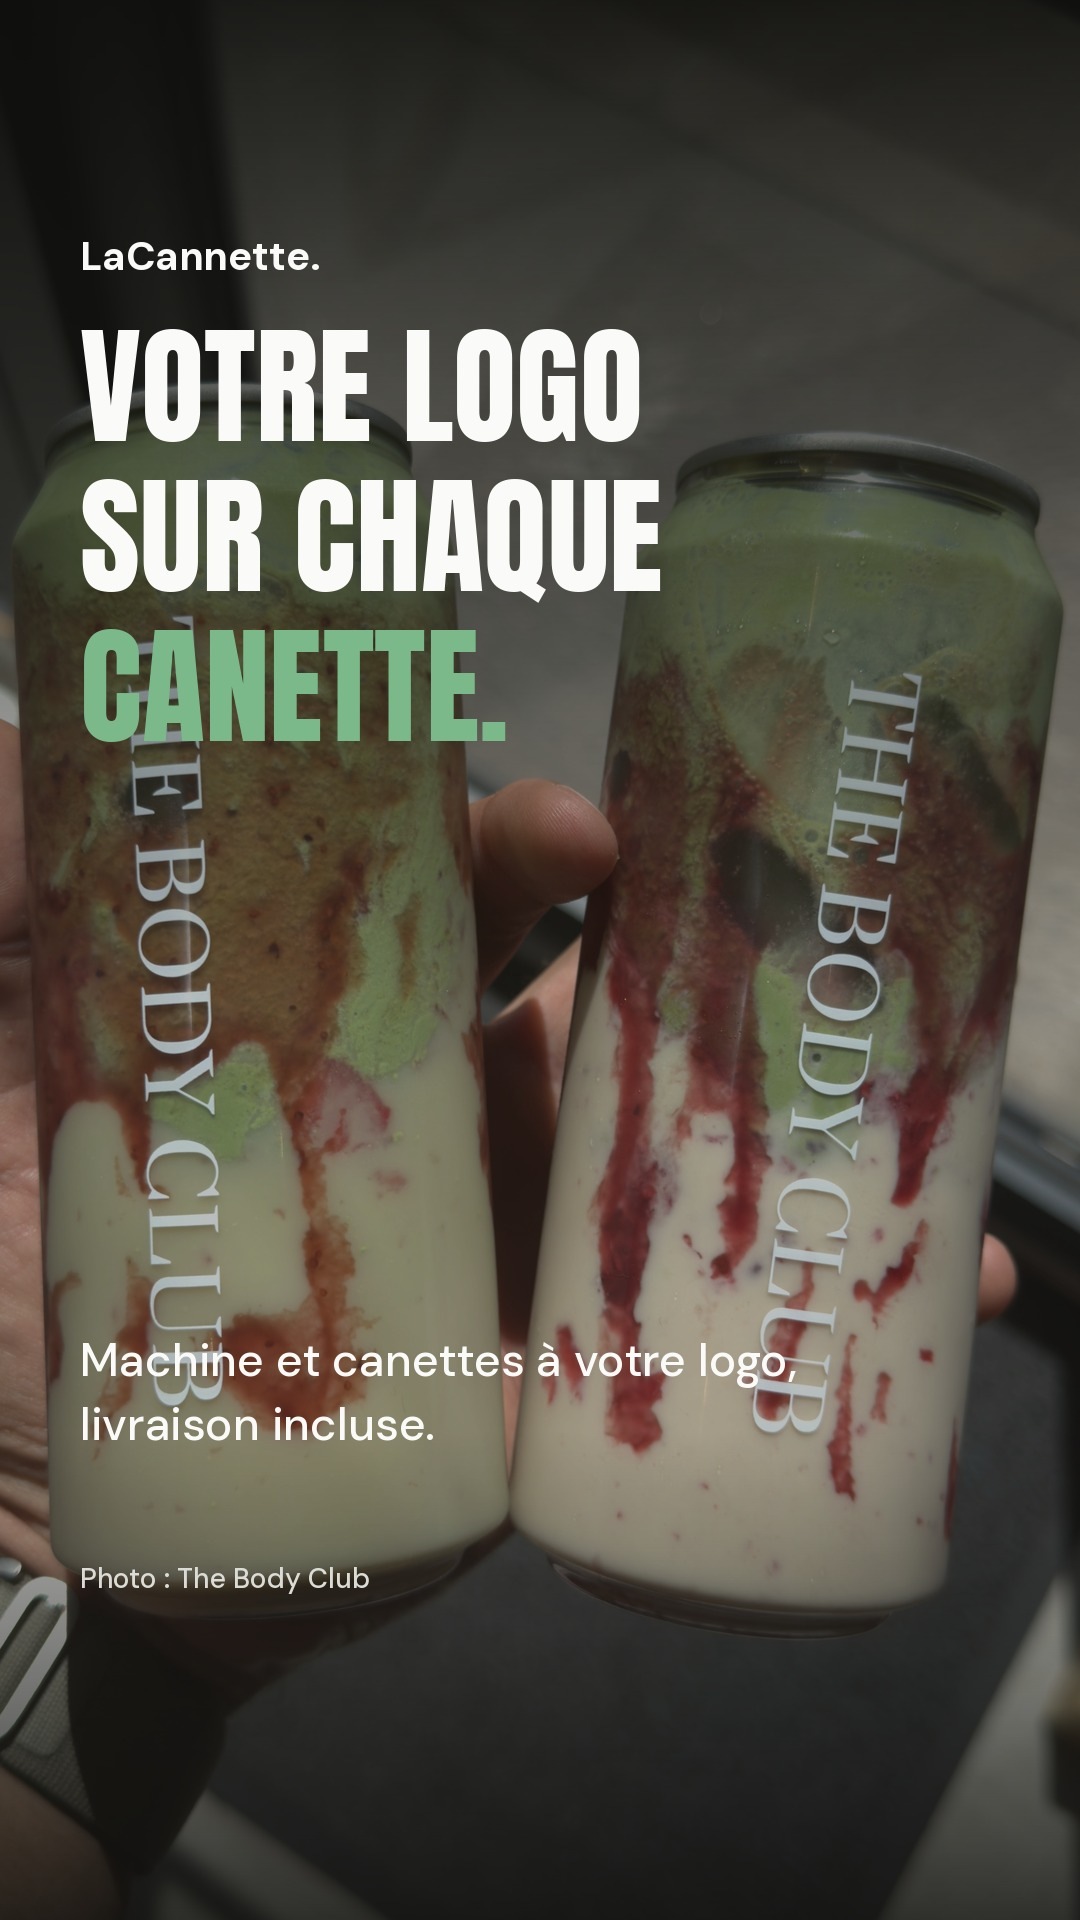 LaCannette.
VOTRE LOGO
SUR CHAQUE
CANETTE.
THE BODY CLUB
THE BODY CLUB
Machine et canettes à votre logo,
livraison incluse.
Photo : The Body Club